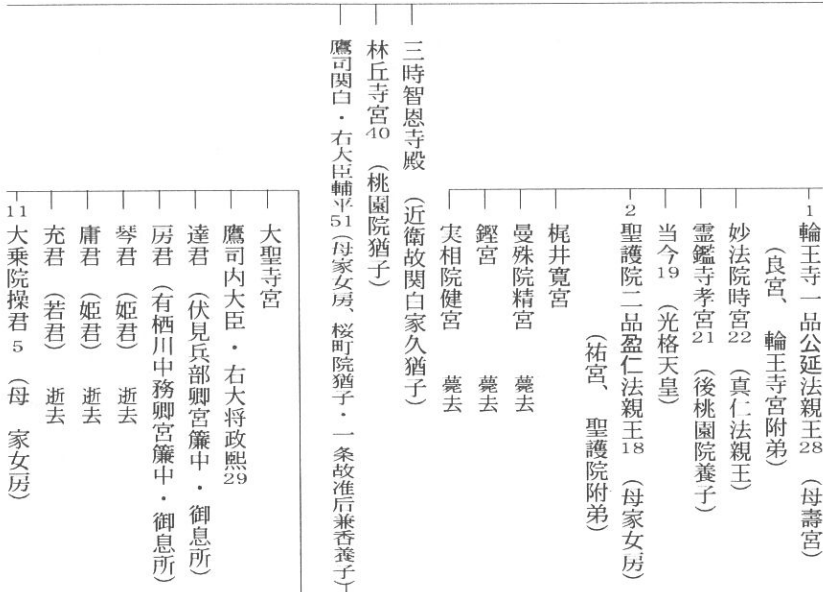 1 輪王寺一品公延法親王28 (母壽宮)
(良宮、輪王寺宮附弟)
妙法院時宮22 (真仁法親王)
霊鑑寺孝宮21 (後桃園院養子)
当今19 (光格天皇)
2 聖護院二品盈仁法親王18 (母家女房)
(祐宮、聖護院附弟)
梶井寛宮
曼殊院精宮 薨去
鏗宮 薨去
実相院健宮 薨去
三時智恩寺殿 (近衛故関白家久猶子)
林丘寺宮40 (桃園院猶子)
鷹司関白・右大臣輔平51 (母家女房、桜町院猶子・一条故准后兼香養子)
大聖寺宮
鷹司内大臣・右大将政熙29
達君 (伏見兵部卿宮簾中・御息所)
房君 (有栖川中務卿宮簾中・御息所)
琴君 (姫君) 逝去
庸君 (姫君) 逝去
充君 (若君) 逝去
11 大乗院操君5 (母 家女房)